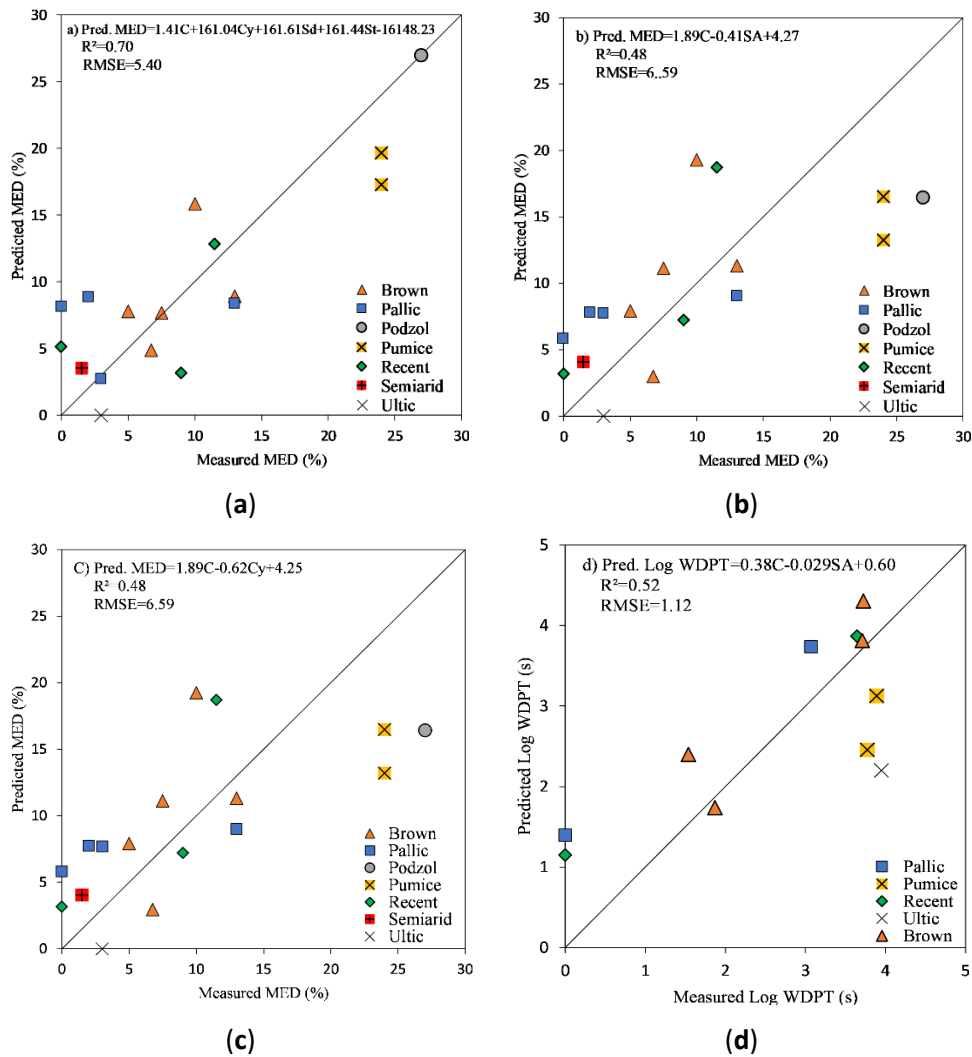 a) Pred. MED=1.41C+161.04Cy+161.61Sd+161.44St-16148.23
R²=0.70
RMSE=5.40
30
25
20
15
10
5
0
Predicted MED (%)
Brown
Pallic
Podzol
Pumice
Recent
Semiarid
Ultic
0 5 10 15 20 25 30
Measured MED (%)
(a)
b) Pred. MED=1.89C-0.41SA+4.27
R²=0.48
RMSE=6..59
30
25
20
15
10
5
0
Predicted MED (%)
Brown
Pallic
Podzol
Pumice
Recent
Semiarid
Ultic
0 5 10 15 20 25 30
Measured MED (%)
(b)
C) Pred. MED=1.89C-0.62Cy+4.25
R²=0.48
RMSE=6.59
30
25
20
15
10
5
0
Predicted MED (%)
Brown
Pallic
Podzol
Pumice
Recent
Semiarid
Ultic
0 5 10 15 20 25 30
Measured MED (%)
(c)
d) Pred. Log WDPT=0.38C-0.029SA+0.60
R²=0.52
RMSE=1.12
5
4
3
2
1
0
Predicted Log WDPT (s)
Pallic
Pumice
Recent
Ultic
Brown
0 1 2 3 4 5
Measured Log WDPT (s)
(d)